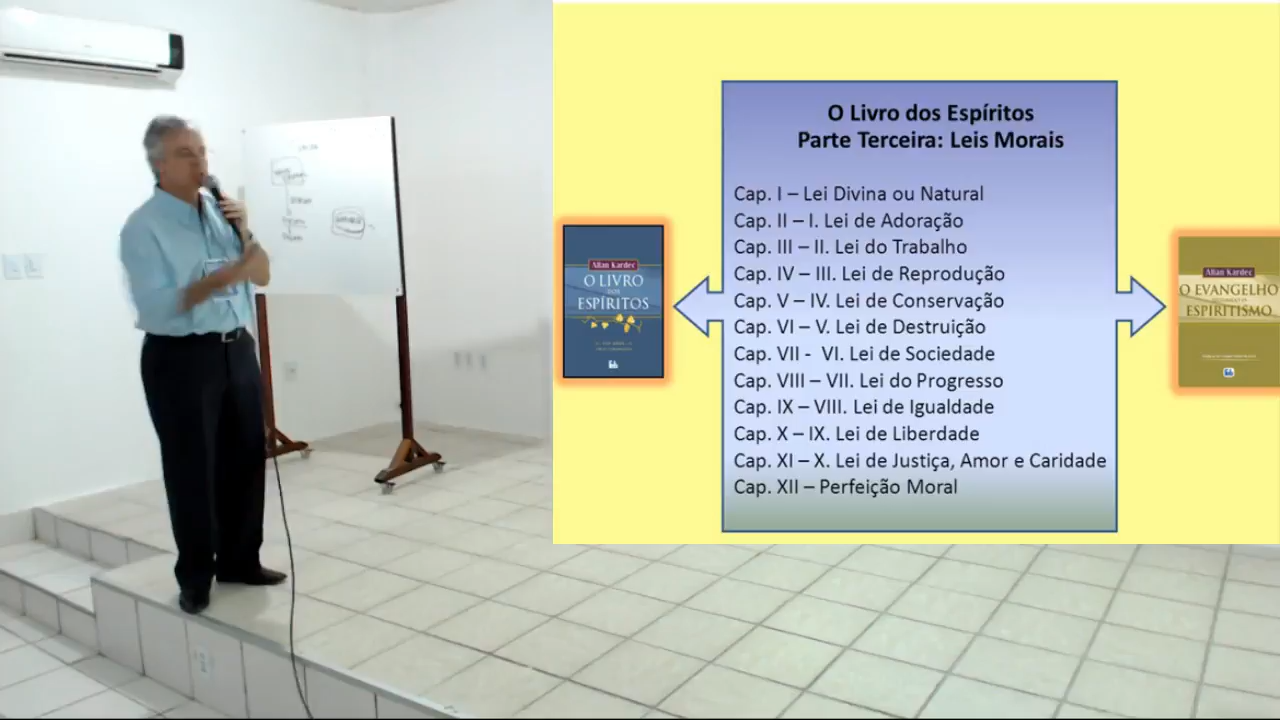 O Livro dos Espíritos
Parte Terceira: Leis Morais
Cap. I – Lei Divina ou Natural
Cap. II – I. Lei de Adoração
Cap. III – II. Lei do Trabalho
Cap. IV – III. Lei de Reprodução
Cap. V – IV. Lei de Conservação
Cap. VI – V. Lei de Destruição
Cap. VII - VI. Lei de Sociedade
Cap. VIII – VII. Lei do Progresso
Cap. IX – VIII. Lei de Igualdade
Cap. X – IX. Lei de Liberdade
Cap. XI – X. Lei de Justiça, Amor e Caridade
Cap. XII – Perfeição Moral
Allan Kardec
O LIVRO
DOS
ESPÍRITOS
Allan Kardec
O EVANGELHO
ESPIRITISMO